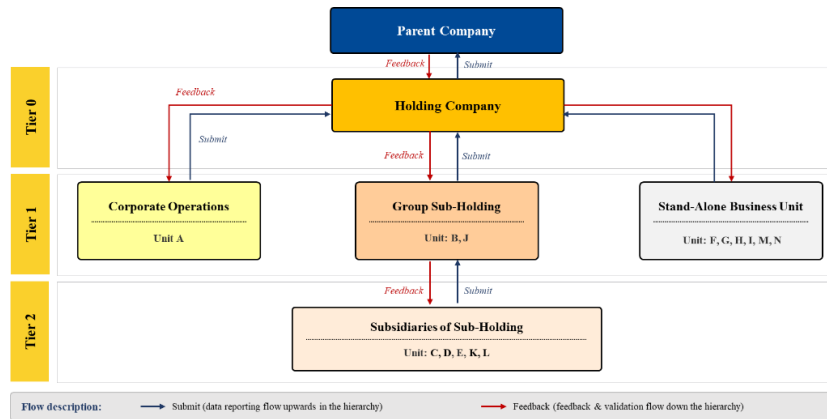 Parent Company
Feedback
Submit
Tier 0
Feedback
Holding Company
Submit
Feedback
Submit
Tier 1
Corporate Operations
Unit A
Group Sub-Holding
Unit: B, J
Stand-Alone Business Unit
Unit: F, G, H, I, M, N
Feedback
Submit
Tier 2
Subsidiaries of Sub-Holding
Unit: C, D, E, K, L
Flow description:
Submit (data reporting flow upwards in the hierarchy)
Feedback (feedback & validation flow down the hierarchy)